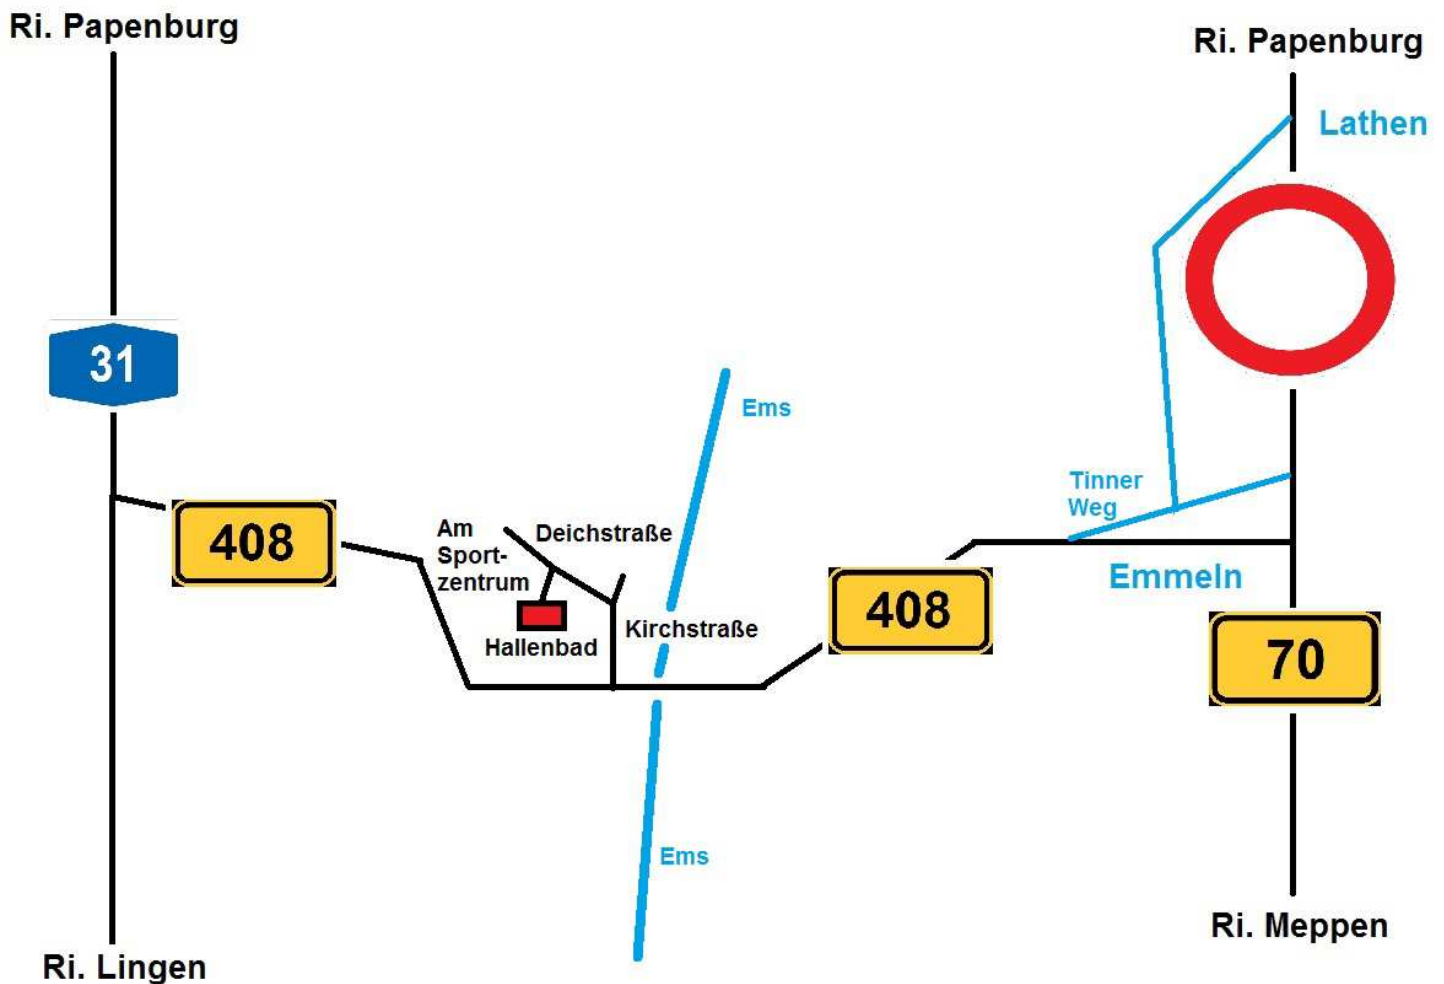 Ri. Papenburg
Ri. Papenburg
Lathen
31
Ems
Tinner
Weg
408
Am
Sport-
zentrum
Deichstraße
Emmeln
408
Hallenbad
Kirchstraße
70
Ems
Ri. Meppen
Ri. Lingen